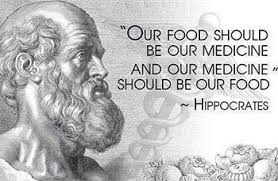 “OUR FOOD SHOULD
BE OUR MEDICINE
AND OUR MEDICINE ”
SHOULD BE OUR FOOD
~ HIPPOCRATES